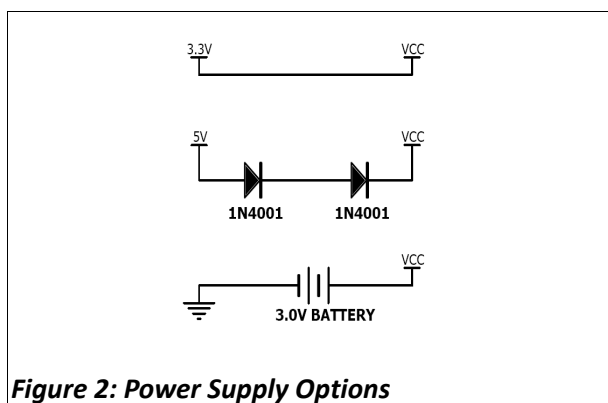 3.3V VCC
5V VCC
1N4001 1N4001
VCC
3.0V BATTERY
Figure 2: Power Supply Options